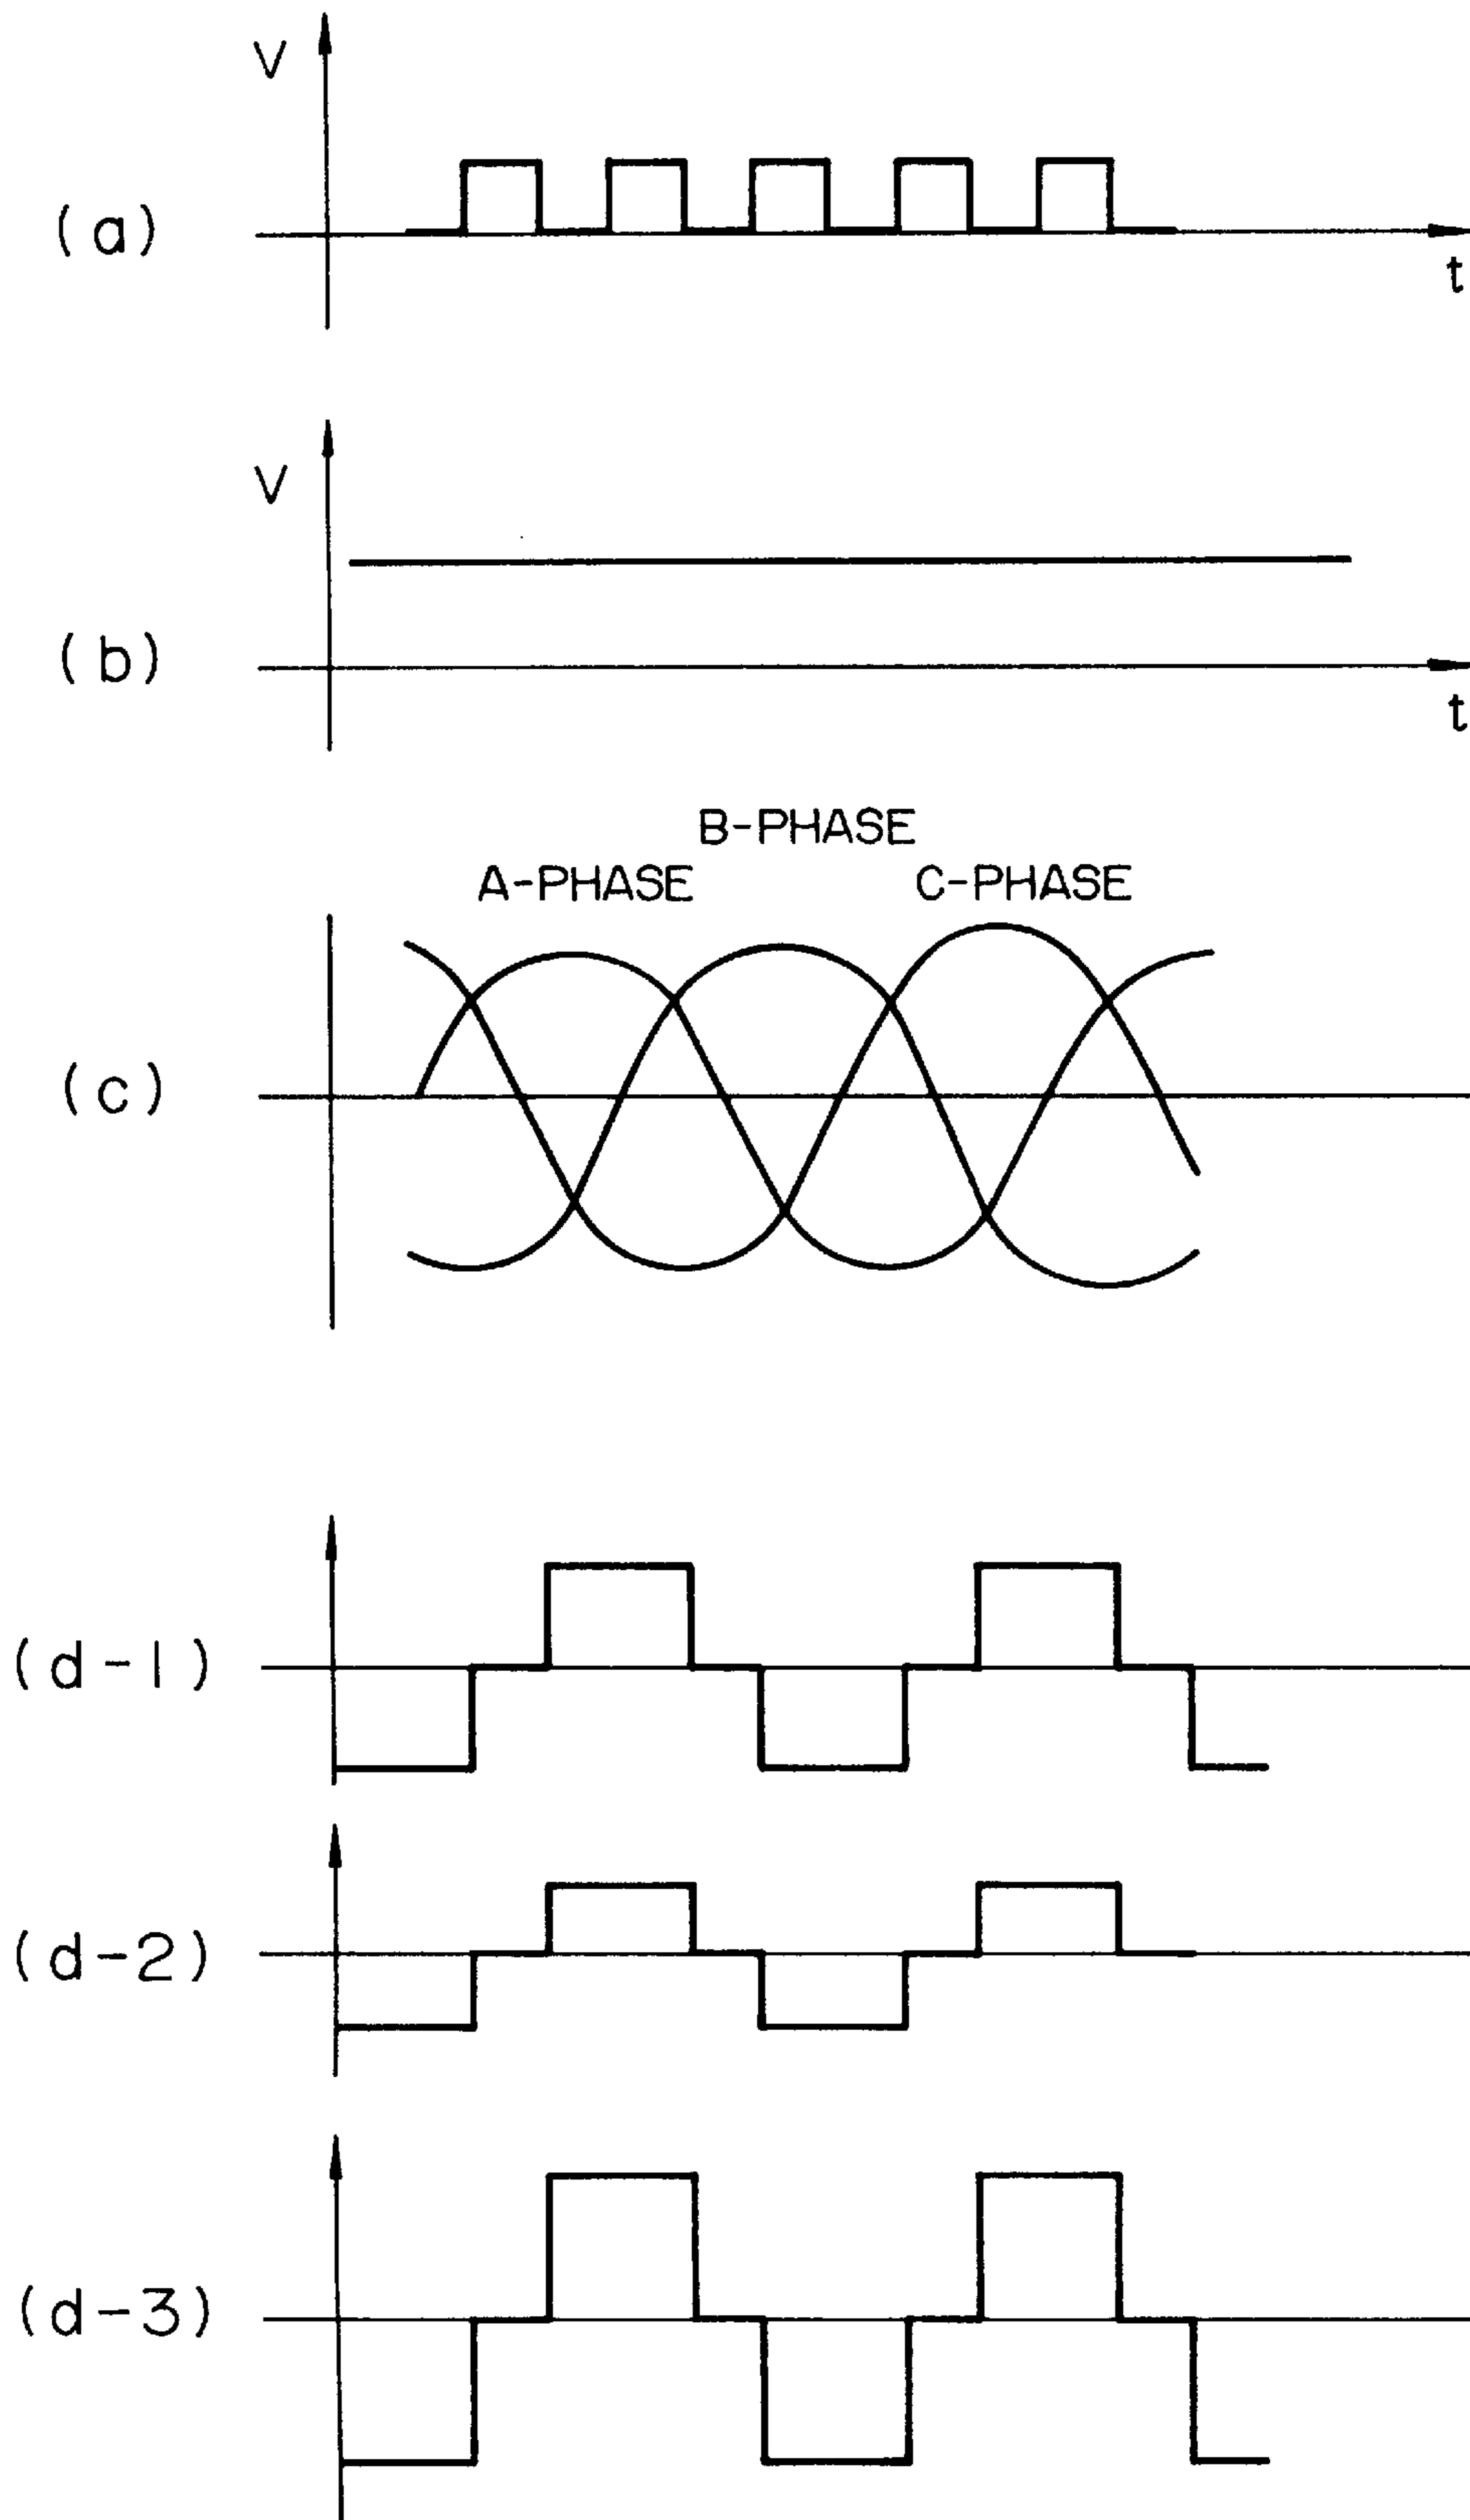 V
(a)
t
V
(b)
t
B-PHASE
A-PHASE C-PHASE
(c)
(d-1)
(d-2)
(d-3)